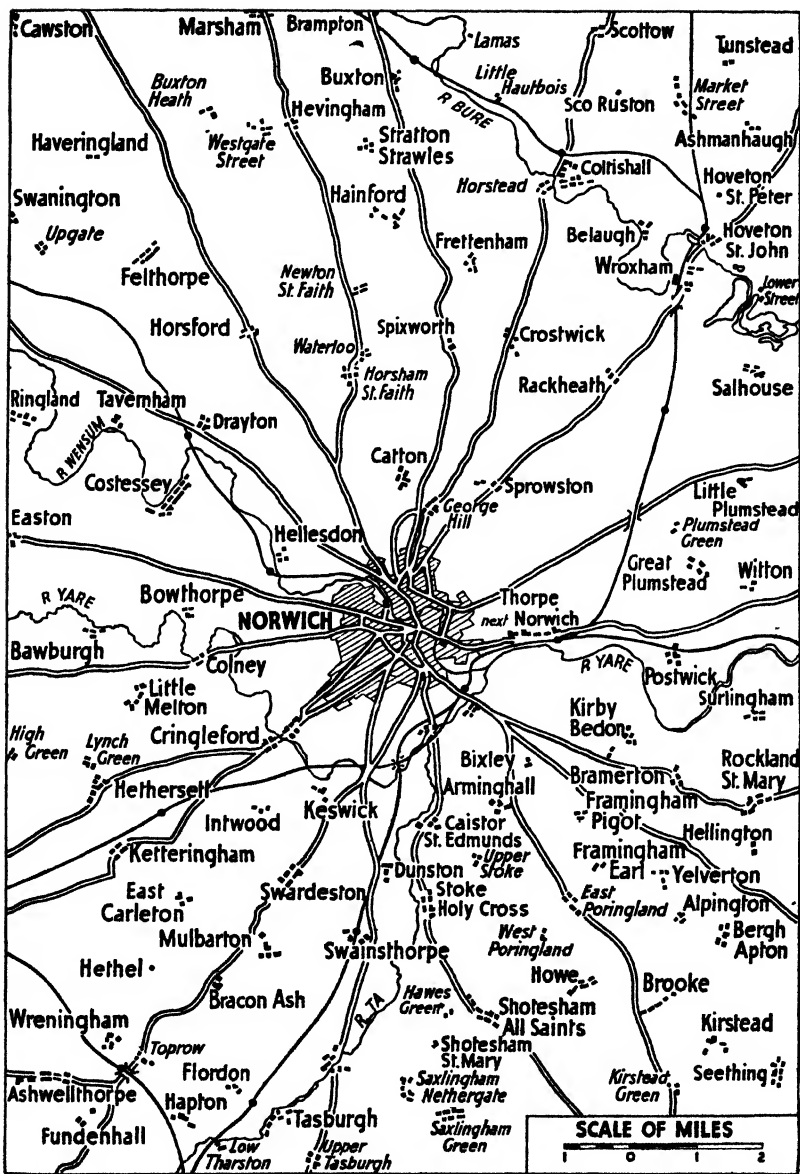 Cawston
Marsham
Brampton
Lamas
Scottow
Tunstead
Buxton
Heath
Buxton
Little
Hautbois
Sco Ruston
Market
Street
R BURE
Hevingham
Haveringland
Westgate
Street
Stratton
Strawles
Ashmanhaugh
Coltishall
Swanington
Hainford
Horstead
Hoveton
St. Peter
Upgate
Felthorpe
Frettenham
Belaugh
Hoveton
St. John
Newton
St. Faith
Wroxham
Lower
Street
Horsford
Spixworth
Crostwick
Waterloo
Horsham
St. Faith
Rackheath
Salhouse
Ringland
Taverham
Drayton
R WENSUM
Catton
Costessey
Sprowston
George
Hill
Little
Plumstead
Easton
Hellesdon
Plumstead
Green
Great
Plumstead
Witton
R YARE
Bowthorpe
Thorpe
next Norwich
NORWICH
Bawburgh
Colney
R YARE
Postwick
Little
Melton
Surlingham
High
Green
Lynch
Green
Cringleford
Kirby
Bedon
Bixley
Rockland
St. Mary
Hethersett
Arminghall
Bramerton
Framingham
Pigot
Intwood
Keswick
Caistor
St. Edmunds
Hellington
Ketteringham
Upper
Stoke
Framingham
Earl
Yelverton
East
Carleton
Swardeston
Dunston
Stoke
Holy Cross
East
Poringland
Alpington
Mulbarton
Swainsthorpe
West
Poringland
Bergh
Apton
Hethel
Howe
Brooke
Bracon Ash
R TA
Hawes
Green
Shotesham
All Saints
Wreningham
Kirstead
Toprow
Shotesham
St. Mary
Flordon
Saxlingham
Nethergate
Kirstead
Green
Seething
Ashwellthorpe
Hapton
Tasburgh
Saxlingham
Green
Fundenhall
Low
Tharston
Upper
Tasburgh
SCALE OF MILES
1 0 1 2